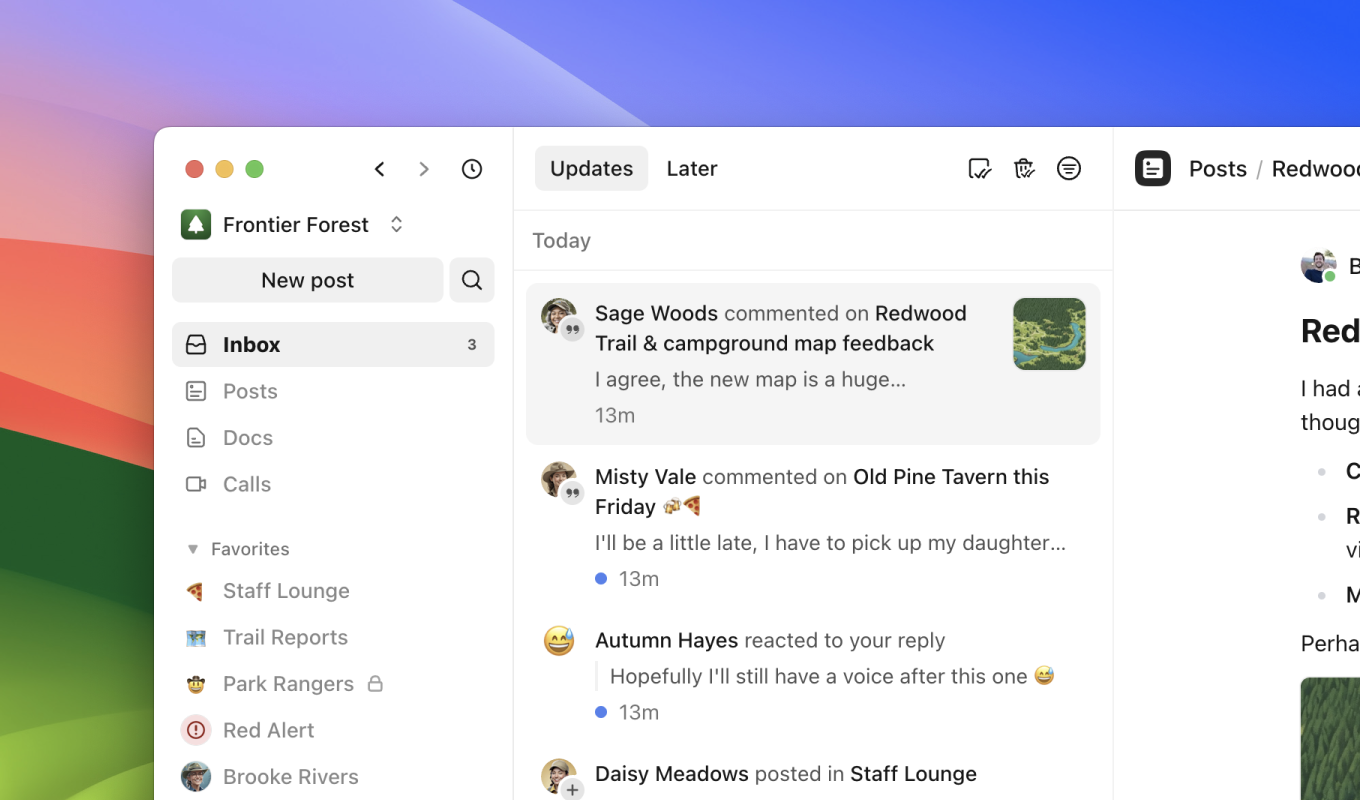 Frontier Forest
New post
Inbox
3
Posts
Docs
Calls
Favorites
Staff Lounge
Trail Reports
Park Rangers
Red Alert
Brooke Rivers
Updates
Later
Today
Sage Woods commented on Redwood
Trail & campground map feedback
I agree, the new map is a huge...
13m
Misty Vale commented on Old Pine Tavern this
Friday 🍻🍕
I'll be a little late, I have to pick up my daughter...
13m
Autumn Hayes reacted to your reply
Hopefully I'll still have a voice after this one 😅
13m
Daisy Meadows posted in Staff Lounge
Posts / Redwoo
B
Red
I had
thoug
C
R
vi
M
Perha